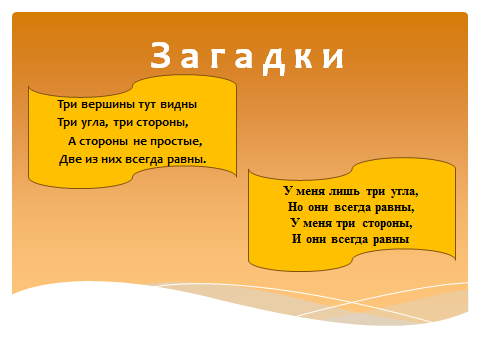 Загадки
Три вершины тут видны
Три угла, три стороны,
А стороны не простые,
Две из них всегда равны.
У меня лишь три угла,
Но они всегда равны,
У меня три стороны,
И они всегда равны